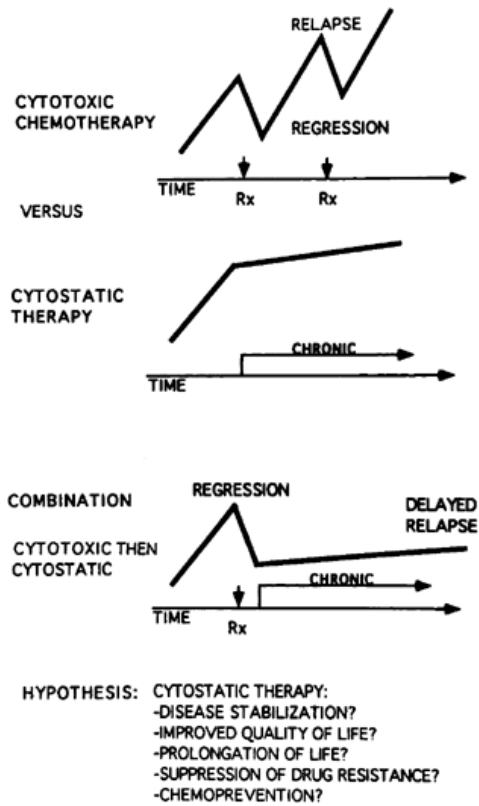 RELAPSE
CYTOTOXIC
CHEMOTHERAPY
REGRESSION
TIME
Rx
Rx
VERSUS
CYTOSTATIC
THERAPY
CHRONIC
TIME
COMBINATION
REGRESSION
DELAYED
RELAPSE
CYTOTOXIC THEN
CYTOSTATIC
CHRONIC
TIME
Rx
HYPOTHESIS: CYTOSTATIC THERAPY:
-DISEASE STABILIZATION?
-IMPROVED QUALITY OF LIFE?
-PROLONGATION OF LIFE?
-SUPPRESSION OF DRUG RESISTANCE?
-CHEMOPREVENTION?